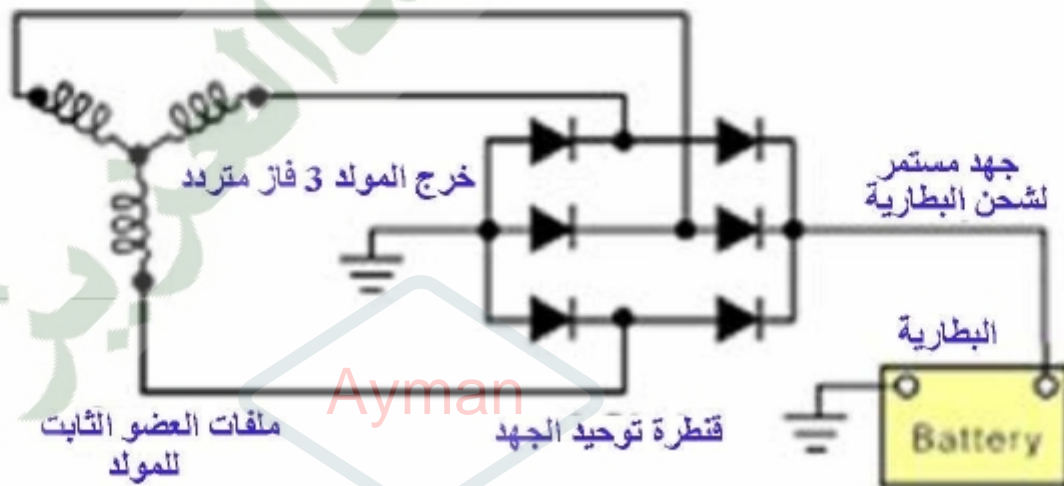 خرج المولد 3 فاز متردد
جهد مستمر
لشحن البطارية
البطارية
Battery
Ayman
ملفات العضو الثابت
للمولد
قنطرة توحيد الجهد